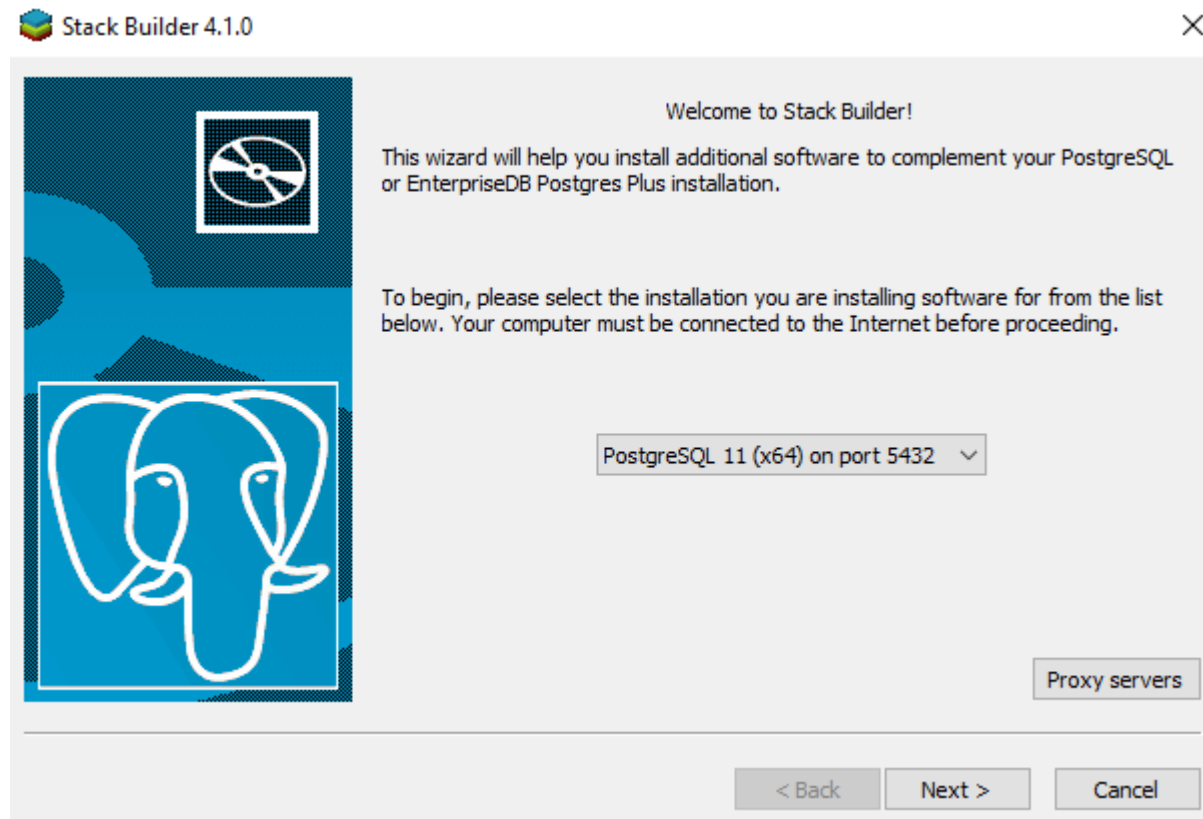 Stack Builder 4.1.0
Welcome to Stack Builder!
This wizard will help you install additional software to complement your PostgreSQL
or EnterpriseDB Postgres Plus installation.
To begin, please select the installation you are installing software for from the list
below. Your computer must be connected to the Internet before proceeding.
PostgreSQL 11 (x64) on port 5432
Proxy servers
< Back
Next >
Cancel